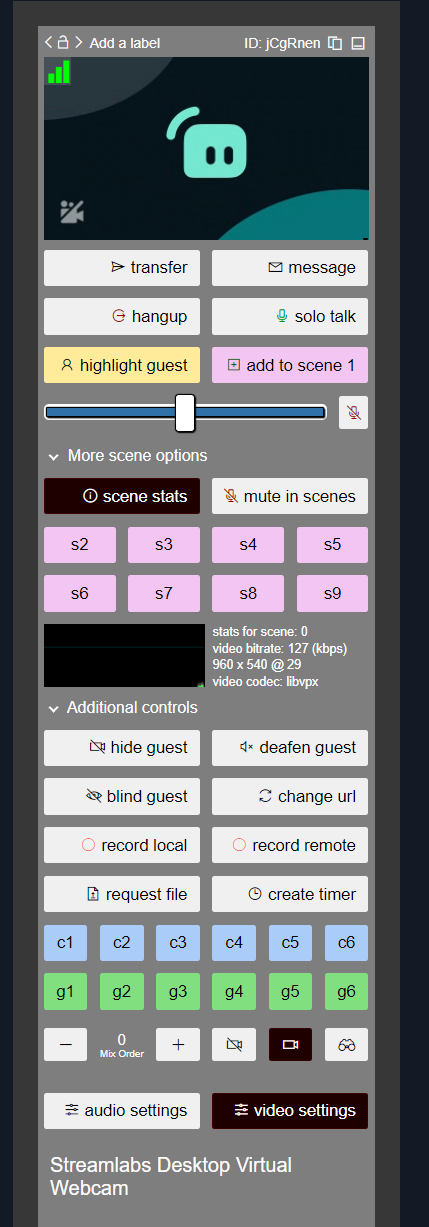 Add a label ID: jCgRnen
transfer message
hangup solo talk
highlight guest add to scene 1
More scene options
scene stats mute in scenes
s2 s3 s4 s5
s6 s7 s8 s9
stats for scene: 0
video bitrate: 127 (kbps)
960 x 540 @ 29
video codec: libvpx
Additional controls
hide guest deafen guest
blind guest change url
record local record remote
request file create timer
c1 c2 c3 c4 c5 c6
g1 g2 g3 g4 g5 g6
0
Mix Order
audio settings video settings
Streamlabs Desktop Virtual
Webcam